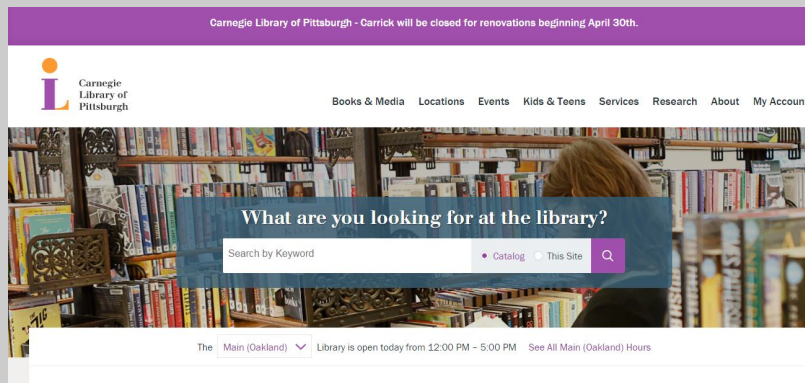 Carnegie Library of Pittsburgh - Carrick will be closed for renovations beginning April 30th.
Carnegie
Library of
Pittsburgh
Books & Media Locations Events Kids & Teens Services Research About My Accoun
What are you looking for at the library?
Search by Keyword Catalog This Site
The Main (Oakland) Library is open today from 12:00 PM – 5:00 PM See All Main (Oakland) Hours